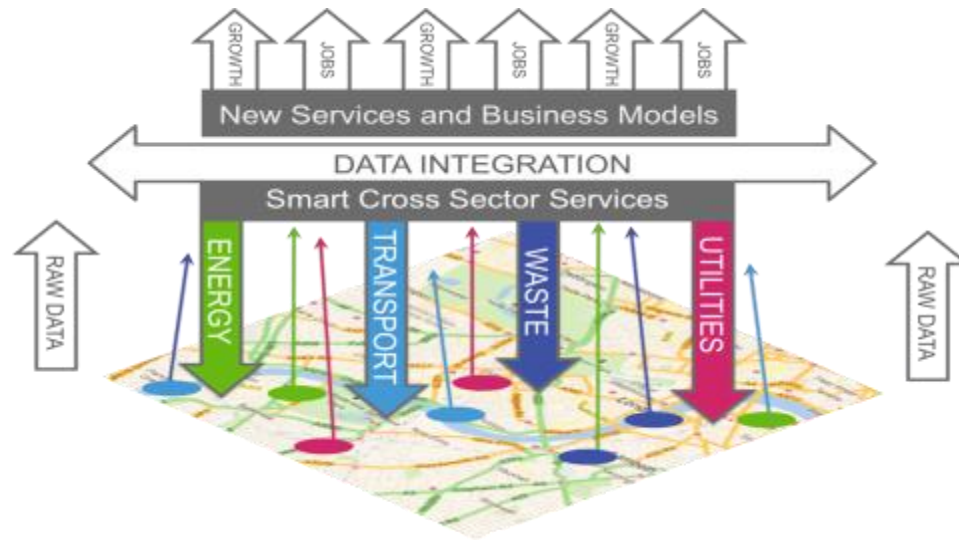 GROWTH
JOBS
GROWTH
JOBS
GROWTH
JOBS
New Services and Business Models
DATA INTEGRATION
Smart Cross Sector Services
RAW DATA
ENERGY
TRANSPORT
WASTE
UTILITIES
RAW DATA